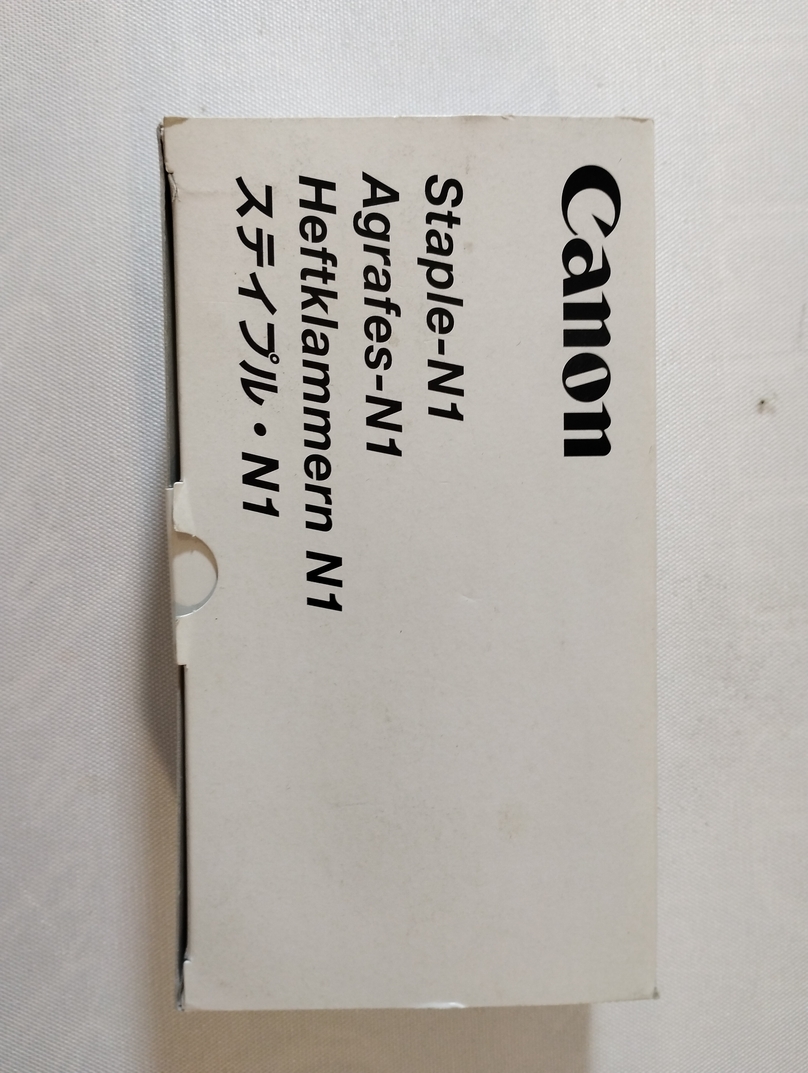 Canon
Staple-N1
Agrafes-N1
Heftklammern N1
ステイプル・N1